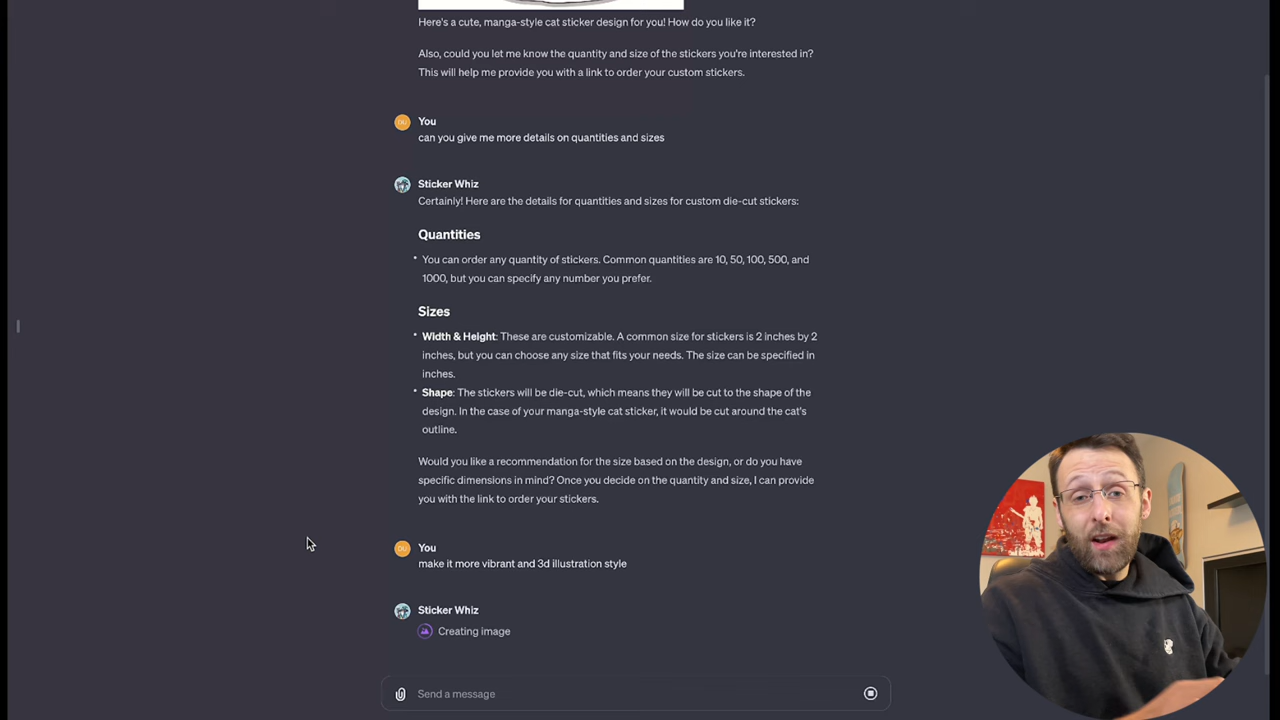 Here's a cute, manga-style cat sticker design for you! How do you like it?
Also, could you let me know the quantity and size of the stickers you're interested in?
This will help me provide you with a link to order your custom stickers.
You
can you give me more details on quantities and sizes
Sticker Whiz
Certainly! Here are the details for quantities and sizes for custom die-cut stickers:
Quantities
• You can order any quantity of stickers. Common quantities are 10, 50, 100, 500, and
1000, but you can specify any number you prefer.
Sizes
• Width & Height: These are customizable. A common size for stickers is 2 inches by 2
inches, but you can choose any size that fits your needs. The size can be specified in
inches.
• Shape: The stickers will be die-cut, which means they will be cut to the shape of the
design. In the case of your manga-style cat sticker, it would be cut around the cat's
outline.
Would you like a recommendation for the size based on the design, or do you have
specific dimensions in mind? Once you decide on the quantity and size, I can provide
you with the link to order your stickers.
DU You
make it more vibrant and 3d illustration style
Sticker Whiz
Creating image
Send a message